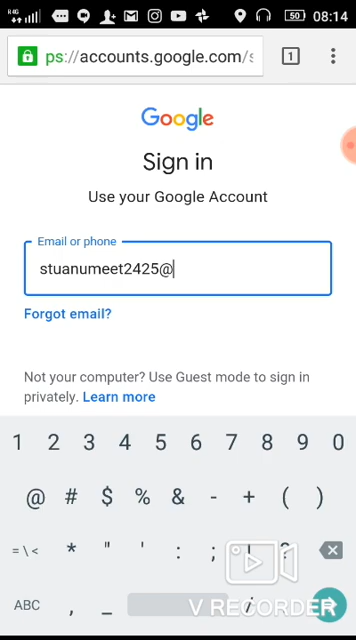 R4G 50 08:14
ps://accounts.google.com/s 1
Google
Sign in
Use your Google Account
Email or phone
stuanumeet2425@
Forgot email?
Not your computer? Use Guest mode to sign in
privately. Learn more
1 2 3 4 5 6 7 8 9 0
@ # $ % & - + ( )
= \ < * " ' : ; ! ?
ABC , _ / .
V RECORDER